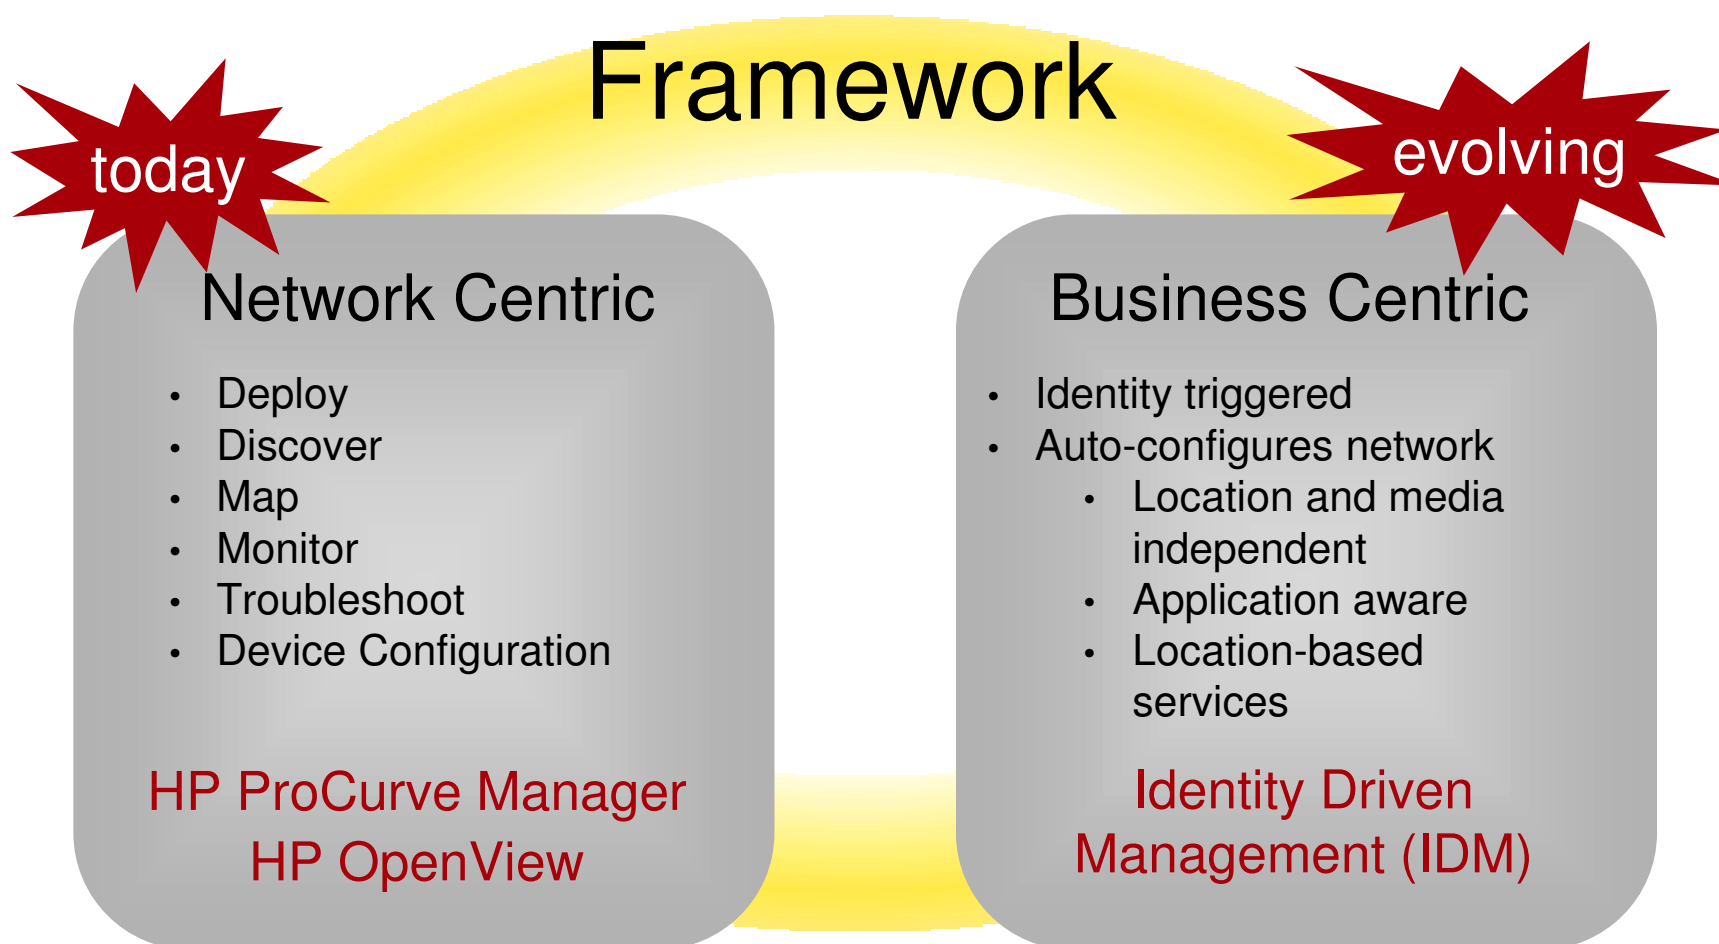 Framework
today
evolving
Network Centric
• Deploy
• Discover
• Map
• Monitor
• Troubleshoot
• Device Configuration
HP ProCurve Manager
HP OpenView
Business Centric
• Identity triggered
• Auto-configures network
• Location and media
independent
• Application aware
• Location-based
services
Identity Driven
Management (IDM)